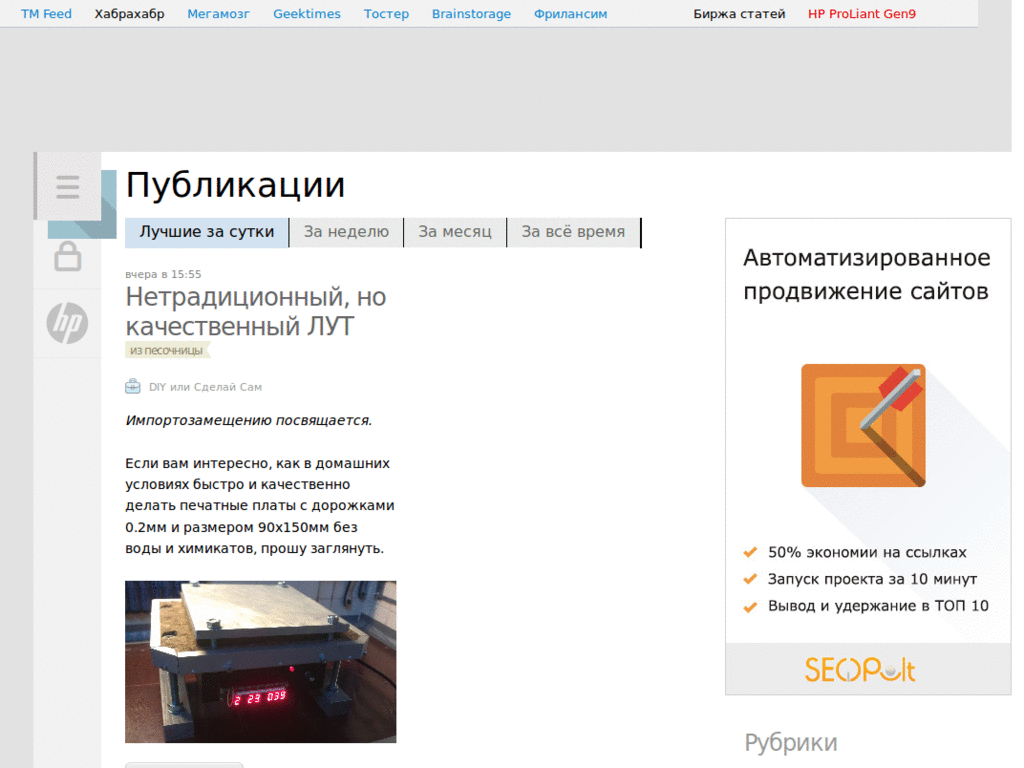 TM Feed Хабрахабр Мегамозг Geektimes Тостер Brainstorage Фрилансим Биржа статей HP ProLiant Gen9
Публикации
Лучшие за сутки За неделю За месяц За всё время
вчера в 15:55
Нетрадиционный, но
качественный ЛУТ
из песочницы
DIY или Сделай Сам
Импортозамещению посвящается.
Если вам интересно, как в домашних
условиях быстро и качественно
делать печатные платы с дорожками
0.2мм и размером 90х150мм без
воды и химикатов, прошу заглянуть.
2 23 039
hp
Автоматизированное
продвижение сайтов
50% экономии на ссылках
Запуск проекта за 10 минут
Вывод и удержание в ТОП 10
SEOPult
Рубрики